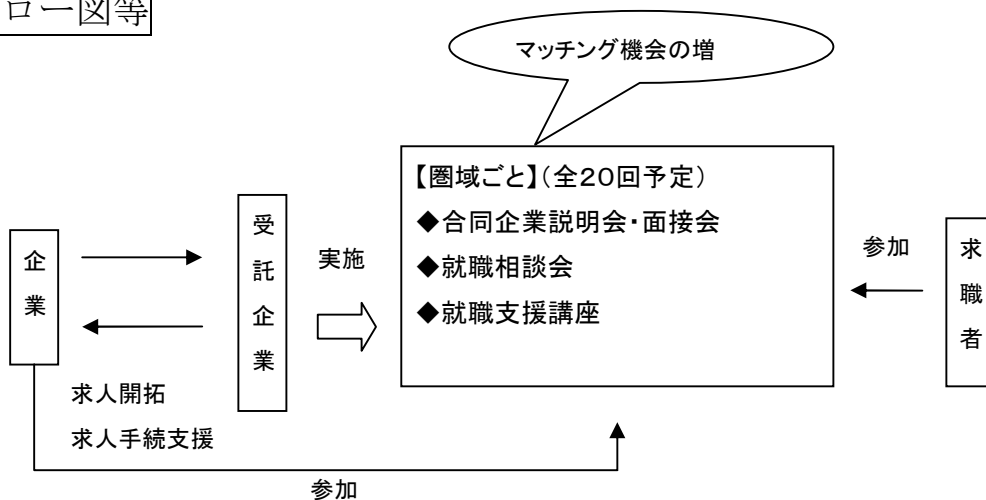 ロー図等
マッチング機会の増
【圏域ごと】(全20回予定)
◆合同企業説明会・面接会
◆就職相談会
◆就職支援講座
企業
受託企業
実施
参加
求職者
求人開拓
求人手続支援
参加